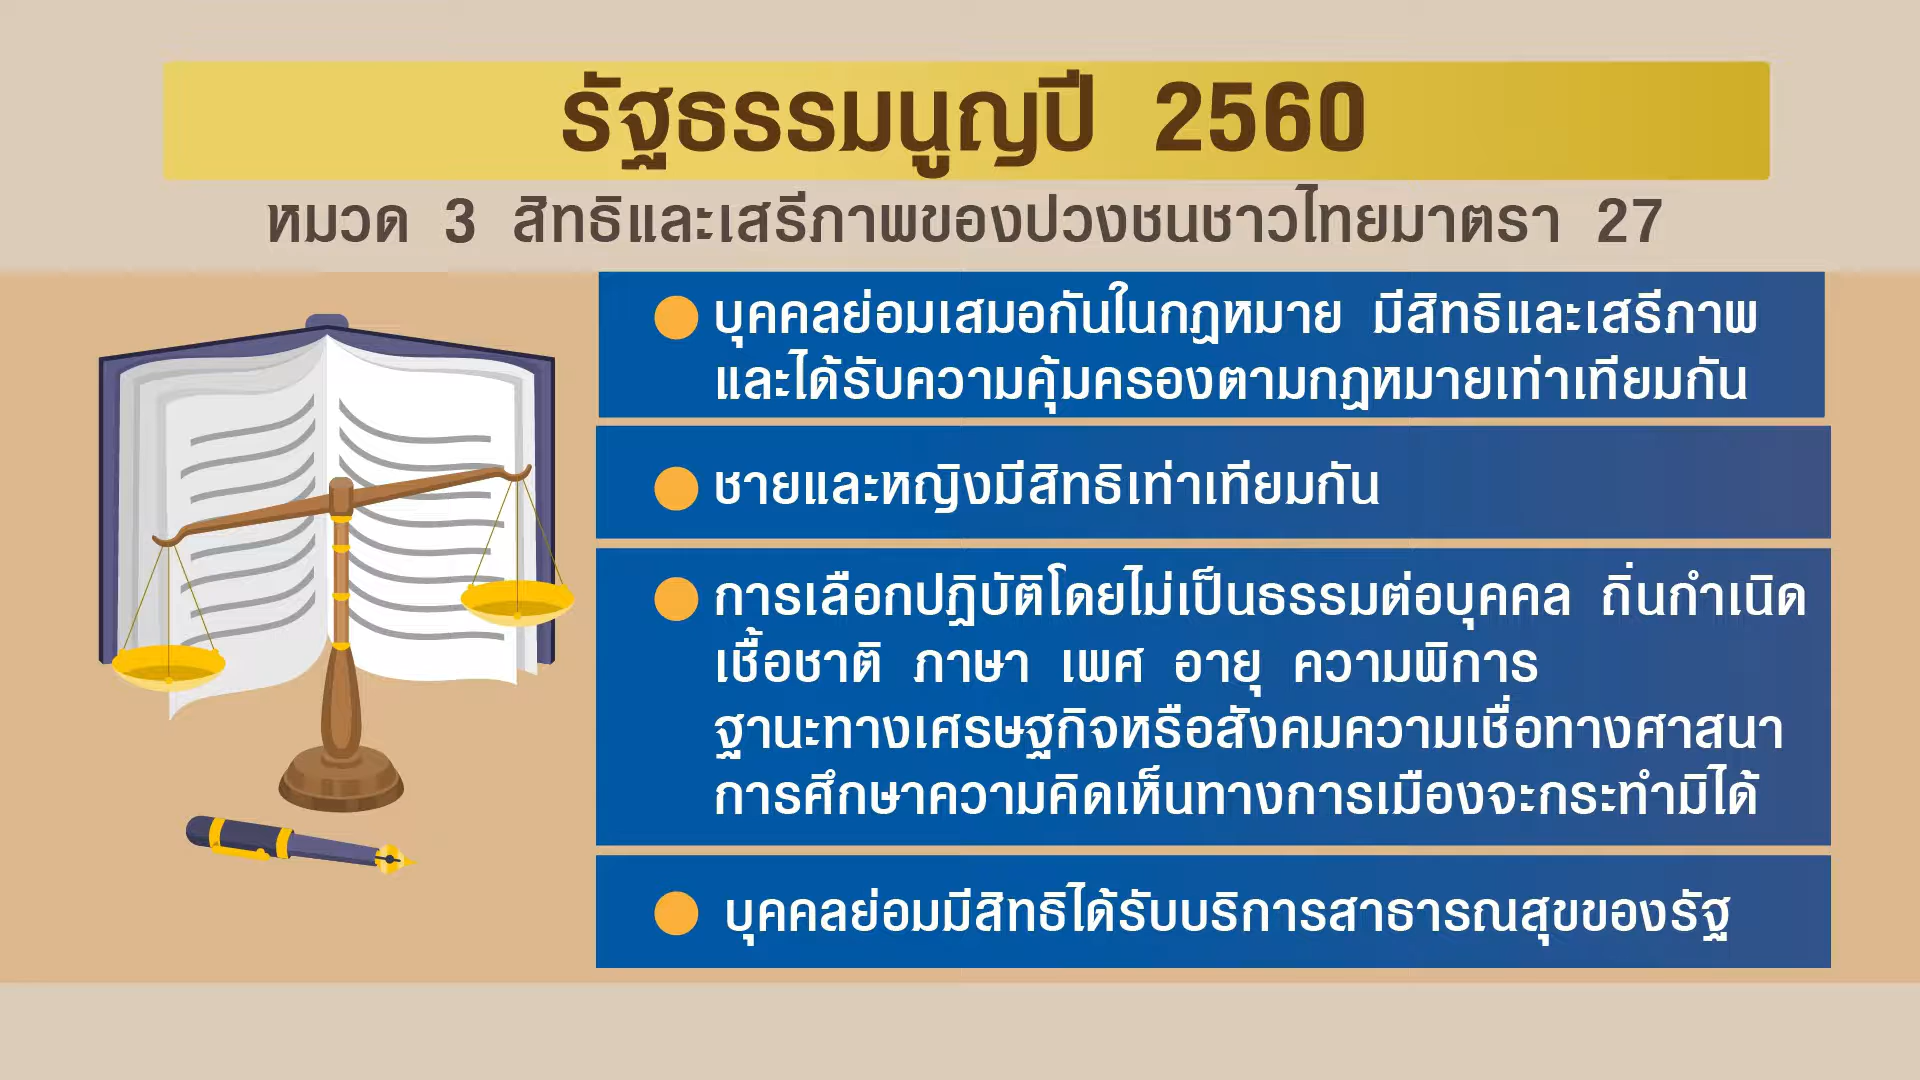 รัฐธรรมนูญปี 2560
หมวด 3 สิทธิและเสรีภาพของปวงชนชาวไทยมาตรา 27
บุคคลย่อมเสมอกันในกฎหมาย มีสิทธิและเสรีภาพ
และได้รับความคุ้มครองตามกฎหมายเท่าเทียมกัน
ชายและหญิงมีสิทธิเท่าเทียมกัน
การเลือกปฏิบัติโดยไม่เป็นธรรมต่อบุคคล ถิ่นกำเนิด
เชื้อชาติ ภาษา เพศ อายุ ความพิการ
ฐานะทางเศรษฐกิจหรือสังคมความเชื่อทางศาสนา
การศึกษาความคิดเห็นทางการเมืองจะกระทำมิได้
บุคคลย่อมมีสิทธิได้รับบริการสาธารณสุขของรัฐ